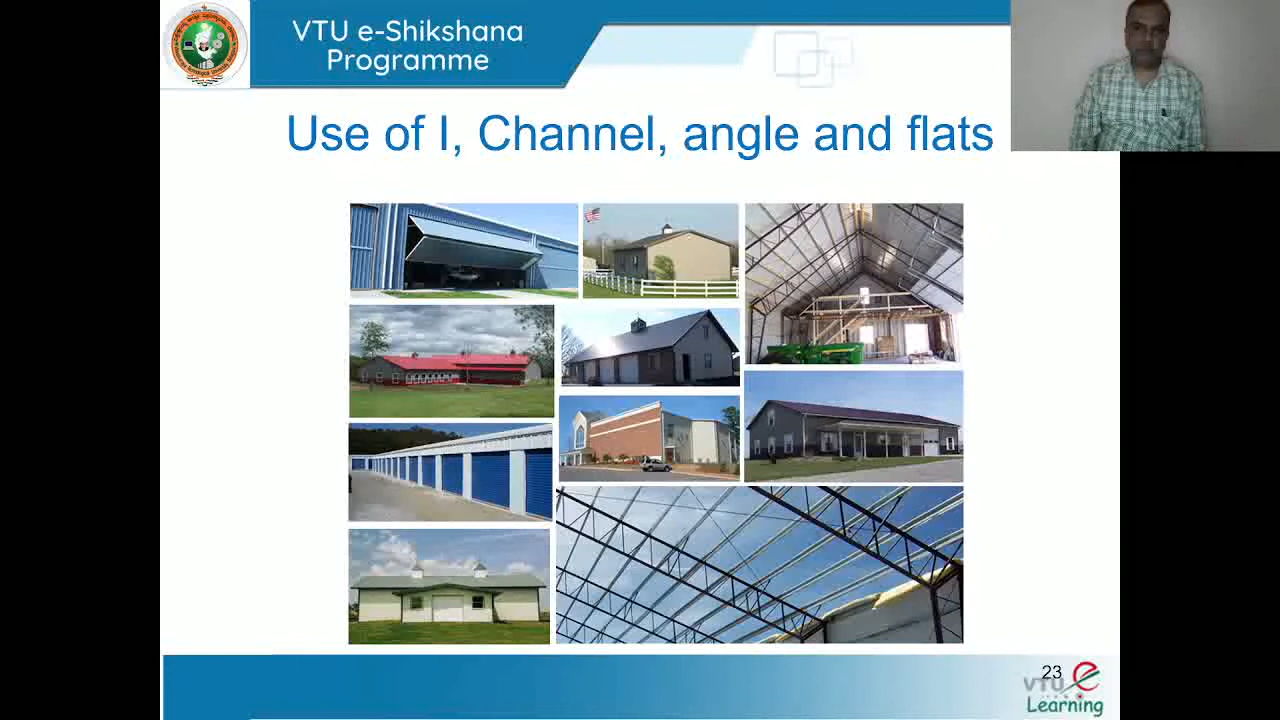 VTU e-Shikshana
Programme
Use of I, Channel, angle and flats
23
VTU e
Learning